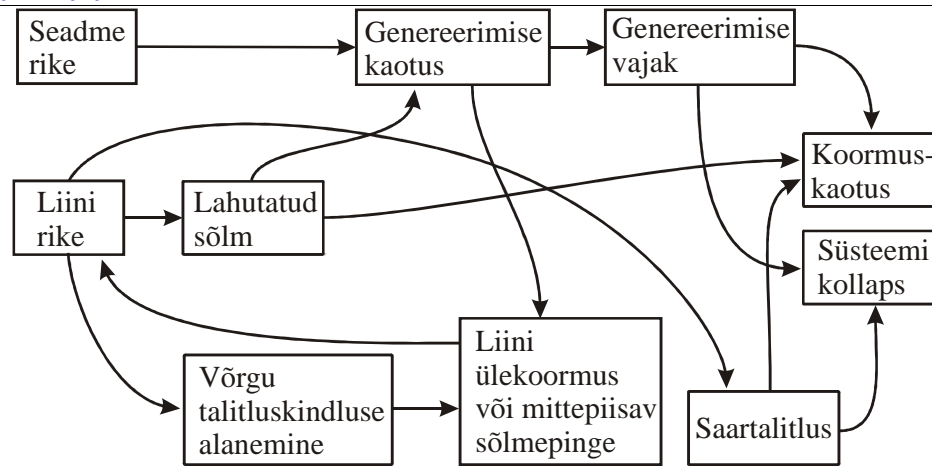 Seadme
rike
Genereerimise
kaotus
Genereerimise
vajak
Koormus-
kaotus
Liini
rike
Lahutatud
sõlm
Süsteemi
kollaps
Võrgu
talitluskindluse
alanemine
Liini
ülekoormus
või mittepiisav
sõlmepinge
Saartalitlus